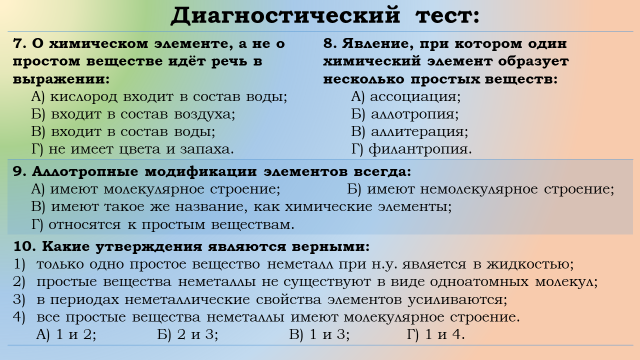 Диагностический тест:
7. О химическом элементе, а не о
простом веществе идёт речь в
выражении:
А) кислород входит в состав воды;
Б) входит в состав воздуха;
В) входит в состав воды;
Г) не имеет цвета и запаха.
8. Явление, при котором один
химический элемент образует
несколько простых веществ:
А) ассоциация;
Б) аллотропия;
В) аллитерация;
Г) филантропия.
9. Аллотропные модификации элементов всегда:
А) имеют молекулярное строение; Б) имеют немолекулярное строение;
В) имеют такое же название, как химические элементы;
Г) относятся к простым веществам.
10. Какие утверждения являются верными:
1) только одно простое вещество неметалл при н.у. является в жидкостью;
2) простые вещества неметаллы не существуют в виде одноатомных молекул;
3) в периодах неметаллические свойства элементов усиливаются;
4) все простые вещества неметаллы имеют молекулярное строение.
А) 1 и 2; Б) 2 и 3; В) 1 и 3; Г) 1 и 4.